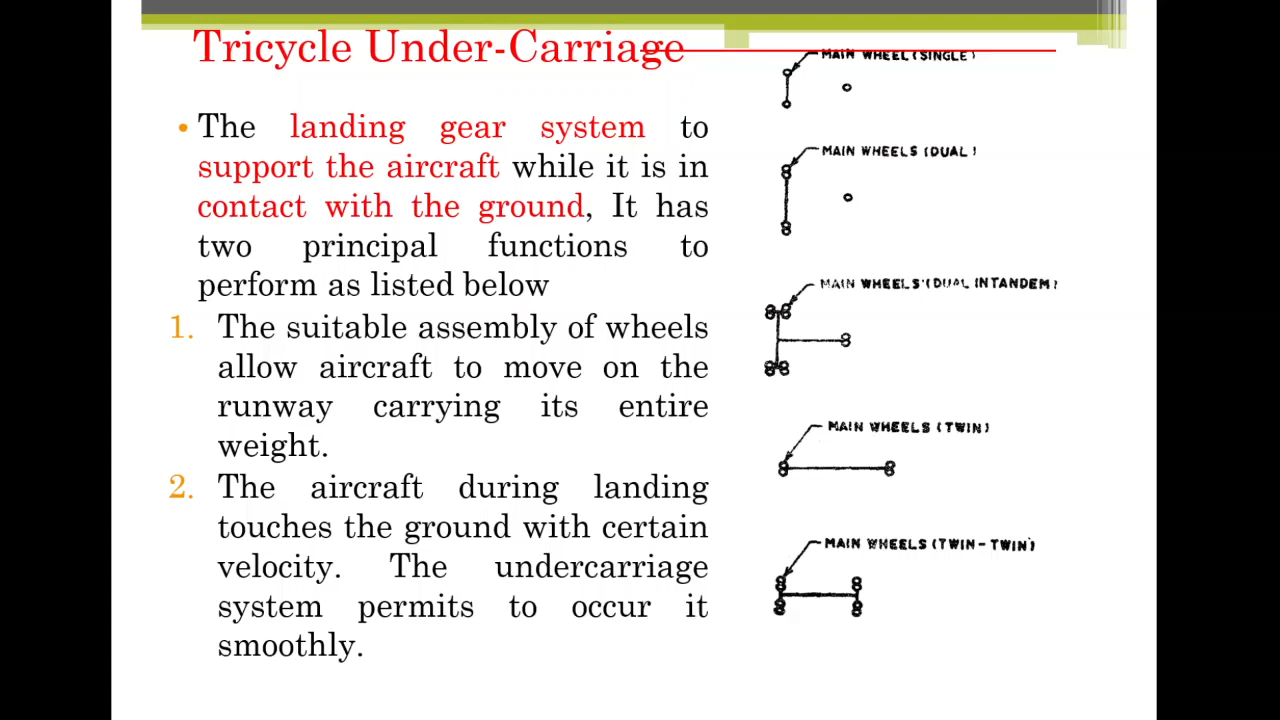 Tricycle Under-Carriage
• The landing gear system to
support the aircraft while it is in
contact with the ground, It has
two principal functions to
perform as listed below
1. The suitable assembly of wheels
allow aircraft to move on the
runway carrying its entire
weight.
2. The aircraft during landing
touches the ground with certain
velocity. The undercarriage
system permits to occur it
smoothly.
MAIN WHEEL (SINGLE)
MAIN WHEELS (DUAL)
MAIN WHEELS (DUAL IN TANDEM)
MAIN WHEELS (TWIN)
MAIN WHEELS (TWIN-TWIN)